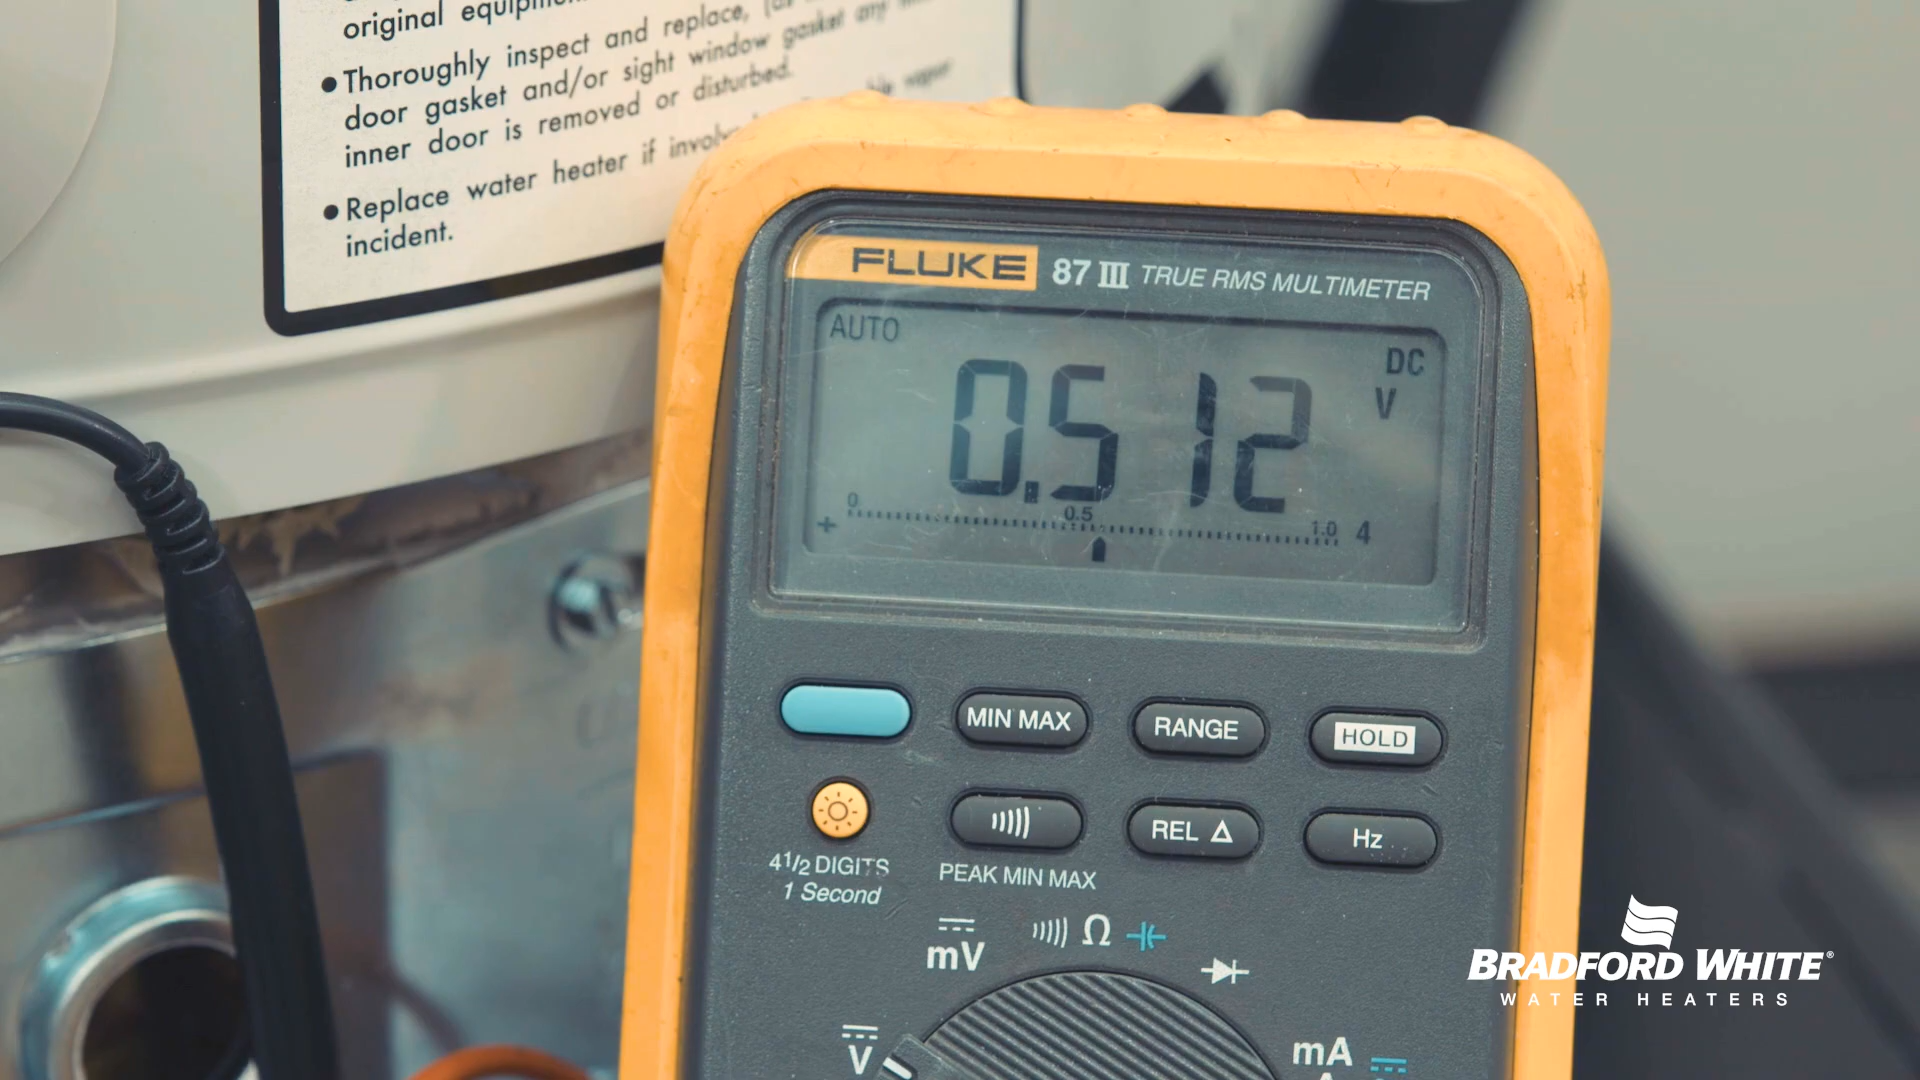 original
Thoroughly inspect and replace,
door gasket and/or sight window gasket any
inner door is removed or disturbed.
Replace water heater if
incident.
FLUKE 87 III TRUE RMS MULTIMETER
AUTO
DC
V
0.512
0 0.5 1.0 4
+
MIN MAX RANGE HOLD
REL Δ Hz
4 1/2 DIGITS
1 Second
PEAK MIN MAX
mV Ω
V
mA
BRADFORD WHITE®
WATER HEATERS